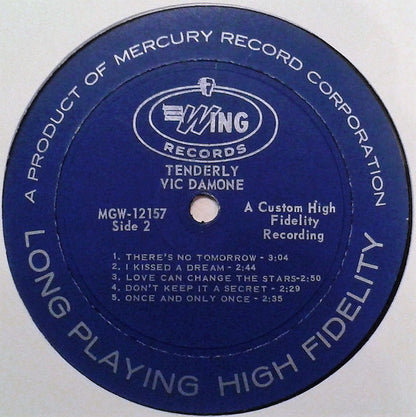 A PRODUCT OF MERCURY RECORD CORPORATION
WING
RECORDS
TENDERLY
VIC DAMONE
MGW-12157
Side 2
A Custom High
Fidelity
Recording
1. THERE'S NO TOMORROW - 3:04
2. I KISSED A DREAM - 2:44
3. LOVE CAN CHANGE THE STARS-2:50
4. DON'T KEEP IT A SECRET - 2:29
5. ONCE AND ONLY ONCE - 2:35
LONG PLAYING HIGH FIDELITY